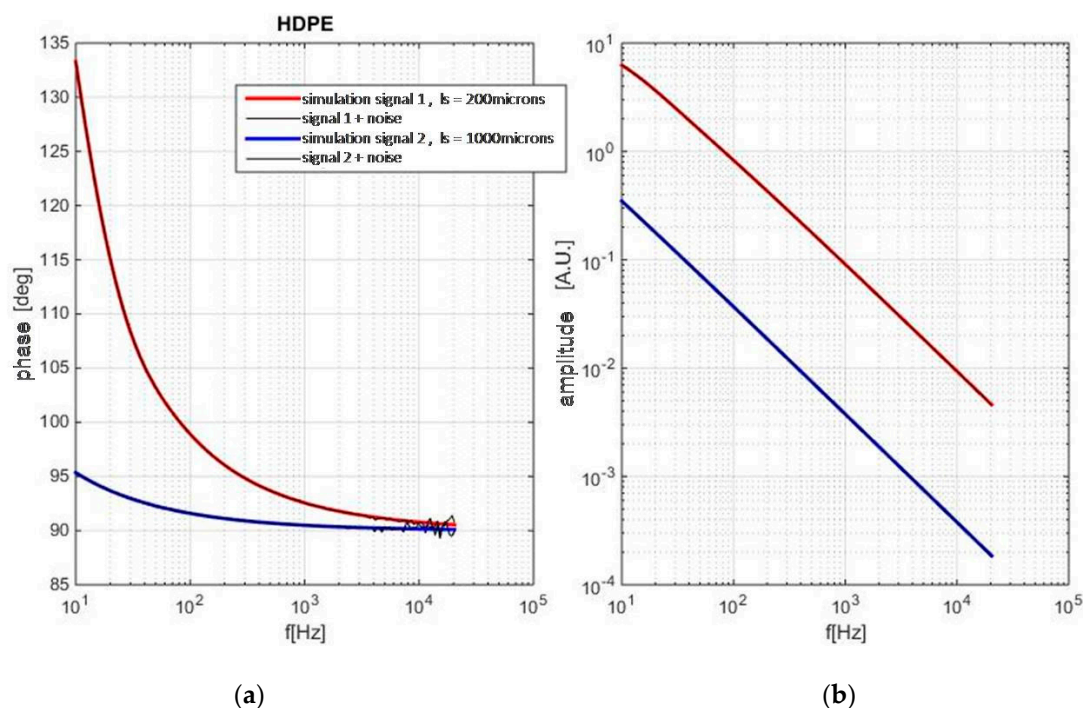 HDPE
135
130
125
120
115
110
105
100
95
90
85
phase [deg]
10^1
10^2
10^3
10^4
10^5
f[Hz]
simulation signal 1 , ls = 200microns
signal 1 + noise
simulation signal 2 , ls = 1000microns
signal 2 + noise
(a)
10^1
10^0
10^-1
10^-2
10^-3
10^-4
amplitude [A.U.]
10^1
10^2
10^3
10^4
10^5
f[Hz]
(b)